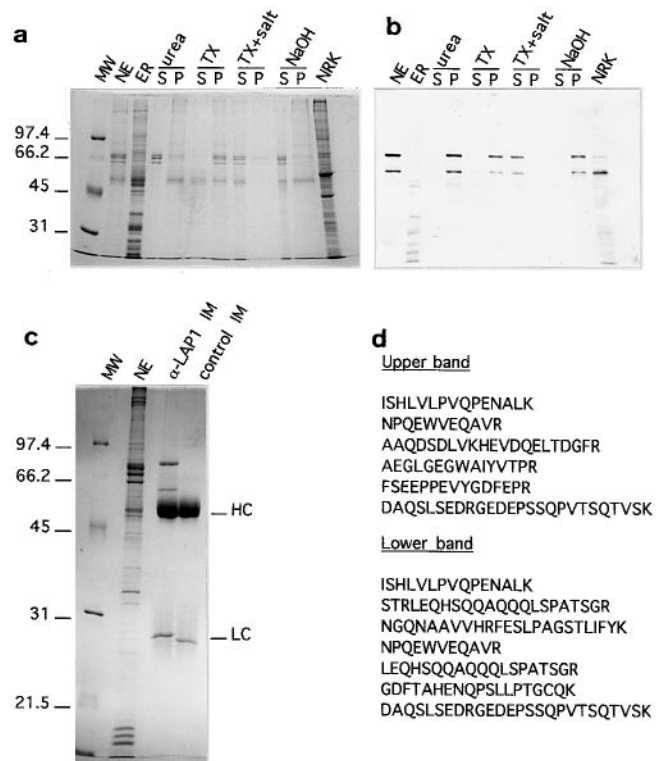 a
MW NE ER urea TX TX+salt NaOH NRK
S P S P S P S P
97.4
66.2
45
31
b
NE ER urea TX TX+salt NaOH NRK
S P S P S P S P
c
MW NE α-LAP1 IM control IM
97.4
66.2
45
31
21.5
HC
LC
d
Upper band
ISHLVLPVQPENALK
NPQEWVEQAVR
AAQDSDLVKHEVDQELTDGFR
AEGLGEGWAIYVTPR
FSEEPPEVYGDFEPR
DAQSLSEDRGEDEPSSQPVTSQTVSK
Lower band
ISHLVLPVQPENALK
STRLEQHSQQAQQQLSPATSGR
NGQNAAVVHRFESLPAGSTLIFYK
NPQEWVEQAVR
LEQHSQQAQQQLSPATSGR
GDFTAHENQPSLLPTGCQK
DAQSLSEDRGEDEPSSQPVTSQTVSK